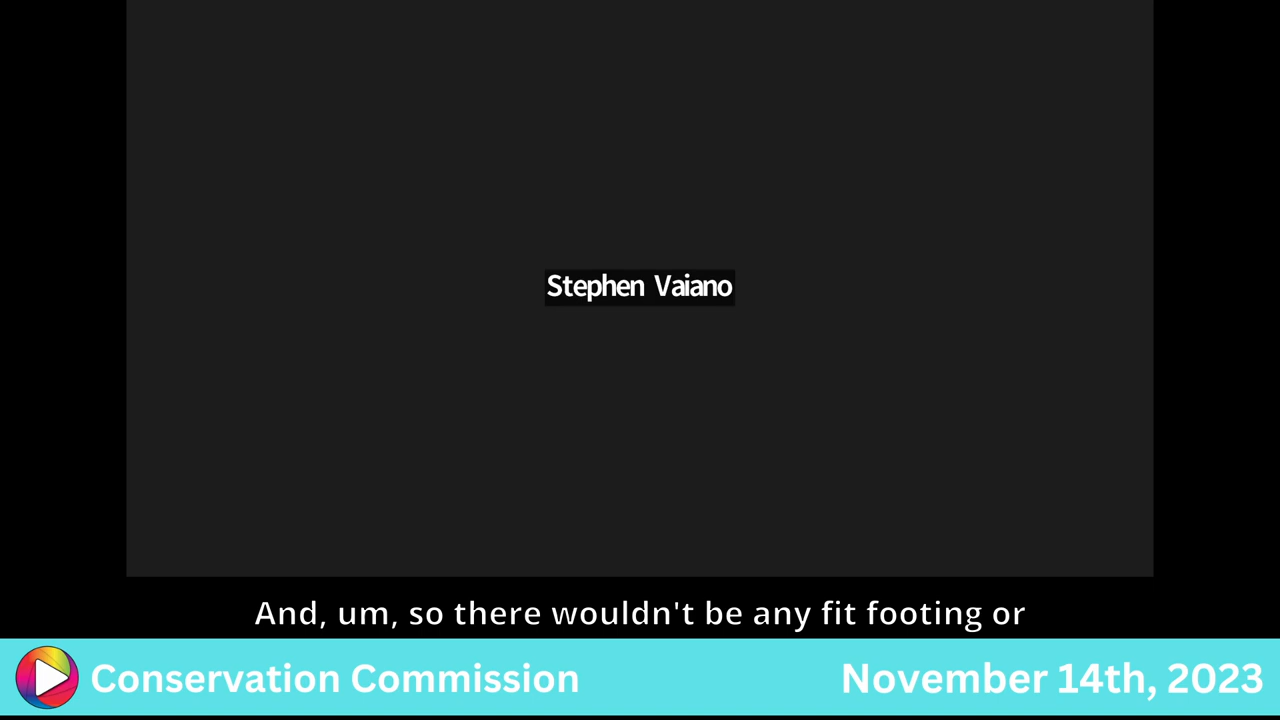 Stephen Vaiano
And, um, so there wouldn't be any fit footing or
Conservation Commission
November 14th, 2023